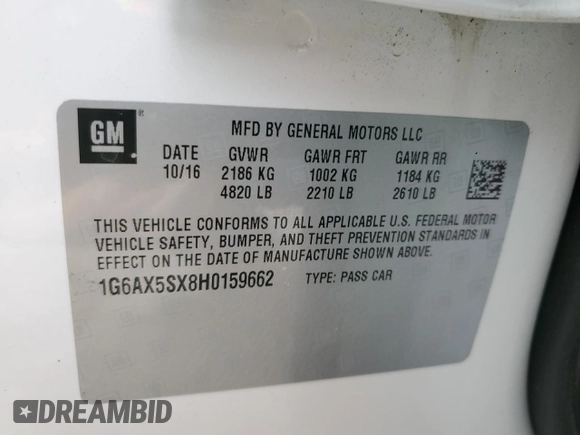 GM ® MFD BY GENERAL MOTORS LLC
DATE GVWR GAWR FRT GAWR RR
10/16 2186 KG 1002 KG 1184 KG
4820 LB 2210 LB 2610 LB
THIS VEHICLE CONFORMS TO ALL APPLICABLE U.S. FEDERAL MOTOR
VEHICLE SAFETY, BUMPER, AND THEFT PREVENTION STANDARDS IN
EFFECT ON THE DATE OF MANUFACTURE SHOWN ABOVE.
1G6AX5SX8H0159662 TYPE: PASS CAR
DREAMBID